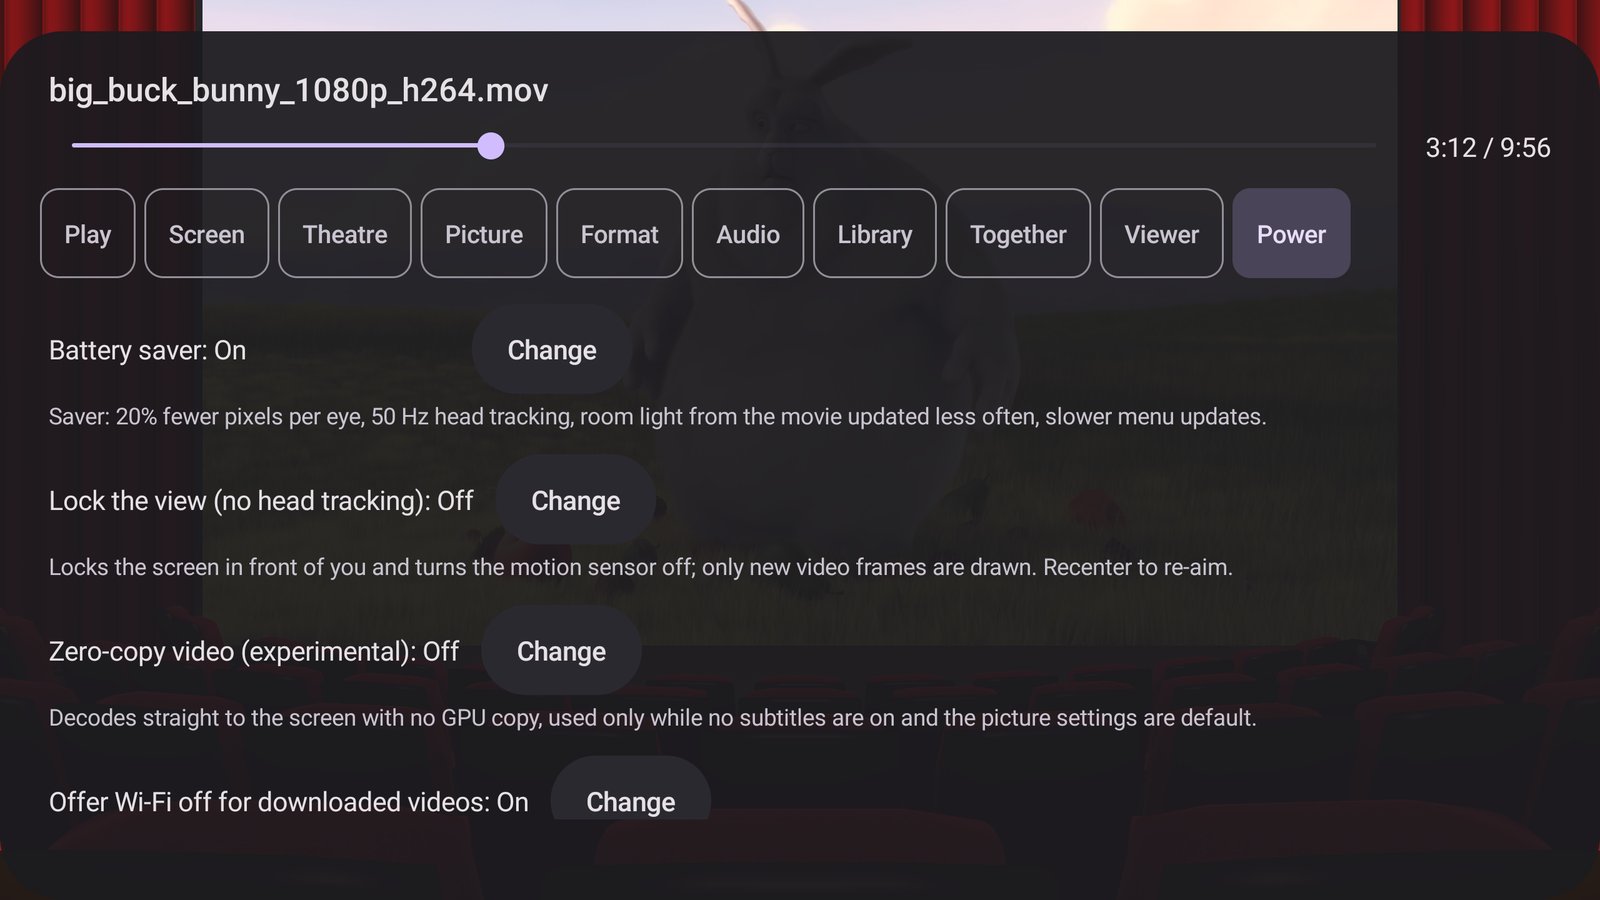 big_buck_bunny_1080p_h264.mov
3:12 / 9:56
Play Screen Theatre Picture Format Audio Library Together Viewer Power
Battery saver: On Change
Saver: 20% fewer pixels per eye, 50 Hz head tracking, room light from the movie updated less often, slower menu updates.
Lock the view (no head tracking): Off Change
Locks the screen in front of you and turns the motion sensor off; only new video frames are drawn. Recenter to re-aim.
Zero-copy video (experimental): Off Change
Decodes straight to the screen with no GPU copy, used only while no subtitles are on and the picture settings are default.
Offer Wi-Fi off for downloaded videos: On Change